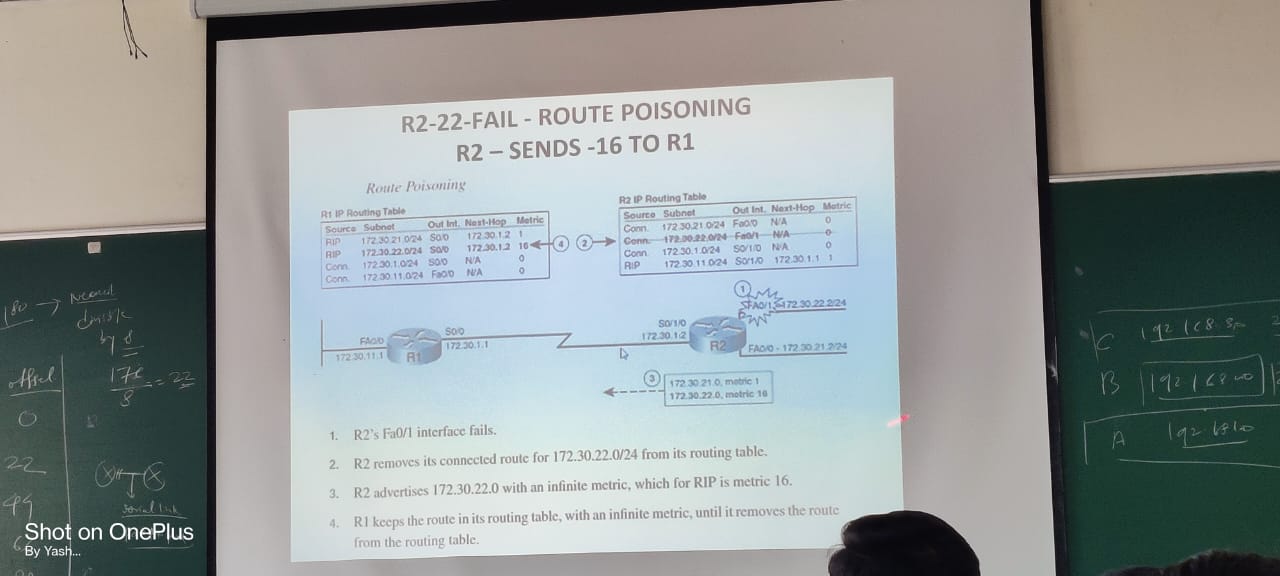 R2-22-FAIL - ROUTE POISONING
R2 – SENDS -16 TO R1
Route Poisoning
R1 IP Routing Table
Source Subnet Out Int. Next-Hop Metric
RIP 172.30.21.0/24 S0/0 172.30.1.2 1
RIP 172.30.22.0/24 S0/0 172.30.1.2 16
Conn. 172.30.1.0/24 S0/0 N/A 0
Conn. 172.30.11.0/24 Fa0/0 N/A 0
4 2
R2 IP Routing Table
Source Subnet Out Int. Next-Hop Metric
Conn. 172.30.21.0/24 Fa0/0 N/A 0
Conn. 172.30.22.0/24 Fa0/1 N/A 0
Conn. 172.30.1.0/24 S0/1/0 N/A 0
RIP 172.30.11.0/24 S0/1/0 172.30.1.1 1
1
FA0/1 172.30.22.2/24
FA0/0
172.30.11.1
R1
S0/0
172.30.1.1
S0/1/0
172.30.1.2
R2
FA0/0 - 172.30.21.2/24
3
172.30.21.0, metric 1
172.30.22.0, metric 16
1. R2's Fa0/1 interface fails.
2. R2 removes its connected route for 172.30.22.0/24 from its routing table.
3. R2 advertises 172.30.22.0 with an infinite metric, which for RIP is metric 16.
4. R1 keeps the route in its routing table, with an infinite metric, until it removes the route
from the routing table.
180
by 8
offset
176
8
= 22
0
22
C 192 168
B
A
Shot on OnePlus
By Yash...